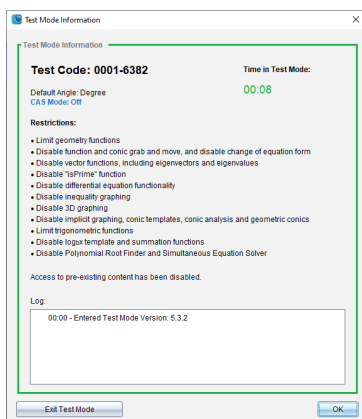 Test Mode Information
Test Mode Information
Test Code: 0001-6382
Time in Test Mode:
Default Angle: Degree
00:08
CAS Mode: Off
Restrictions:
• Limit geometry functions
• Disable function and conic grab and move, and disable change of equation form
• Disable vector functions, including eigenvectors and eigenvalues
• Disable "isPrime" function
• Disable differential equation functionality
• Disable inequality graphing
• Disable 3D graphing
• Disable implicit graphing, conic templates, conic analysis and geometric conics
• Limit trigonometric functions
• Disable logbx template and summation functions
• Disable Polynomial Root Finder and Simultaneous Equation Solver
Access to pre-existing content has been disabled.
Log:
00:00 - Entered Test Mode Version: 5.3.2
Exit Test Mode
OK